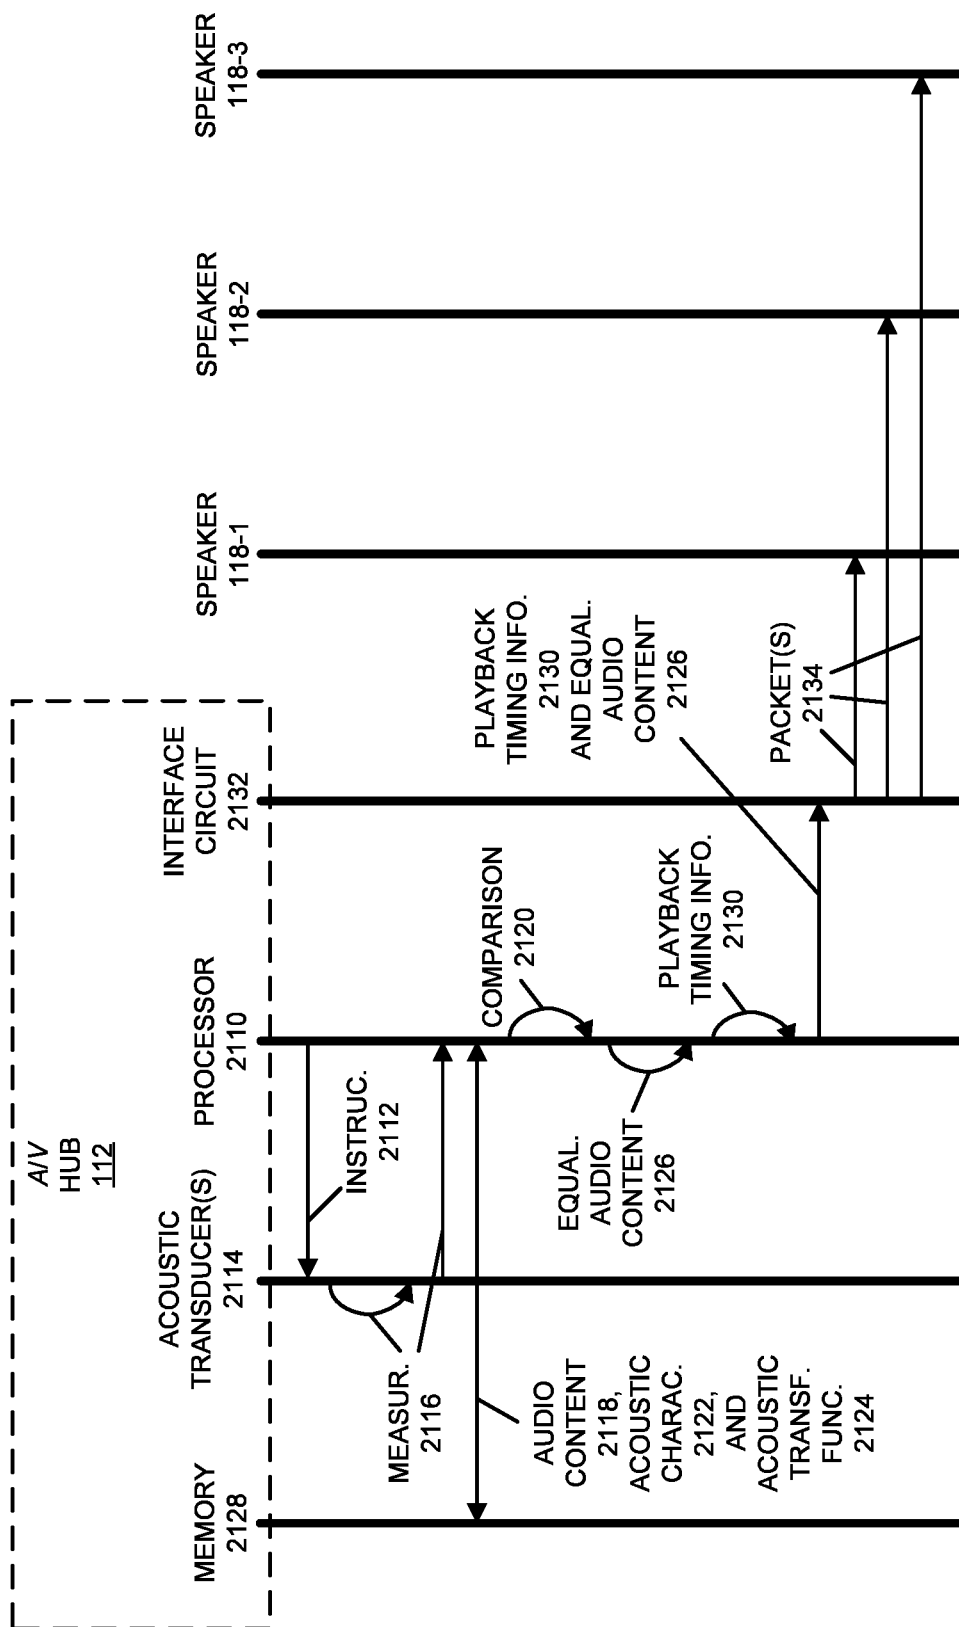 A/V
HUB
112
MEMORY
2128
ACOUSTIC
TRANSDUCER(S)
2114
PROCESSOR
2110
INTERFACE
CIRCUIT
2132
SPEAKER
118-1
SPEAKER
118-2
SPEAKER
118-3
INSTRUC.
2112
MEASUR.
2116
AUDIO
CONTENT
2118,
ACOUSTIC
CHARAC.
2122,
AND
ACOUSTIC
TRANSF.
FUNC.
2124
COMPARISON
2120
EQUAL.
AUDIO
CONTENT
2126
PLAYBACK
TIMING INFO.
2130
PLAYBACK
TIMING INFO.
2130
AND EQUAL.
AUDIO
CONTENT
2126
PACKET(S)
2134